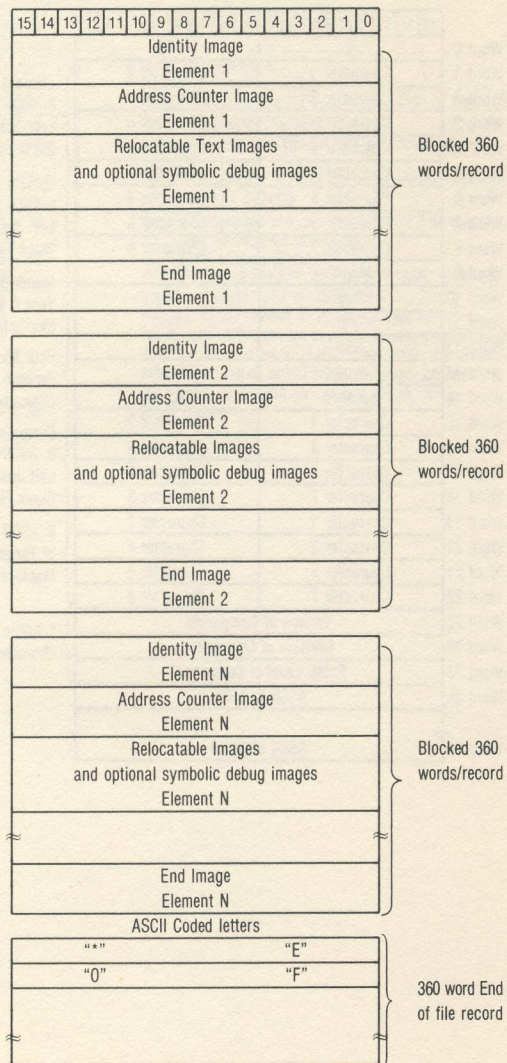 15 14 13 12 11 10 9 8 7 6 5 4 3 2 1 0
Identity Image
Element 1
Address Counter Image
Element 1
Relocatable Text Images
and optional symbolic debug images
Element 1
Blocked 360
words/record
End Image
Element 1
Identity Image
Element 2
Address Counter Image
Element 2
Relocatable Images
and optional symbolic debug images
Element 2
Blocked 360
words/record
End Image
Element 2
Identity Image
Element N
Address Counter Image
Element N
Relocatable Images
and optional symbolic debug images
Element N
Blocked 360
words/record
End Image
Element N
ASCII Coded letters
"*" "E"
"0" "F"
360 word End
of file record